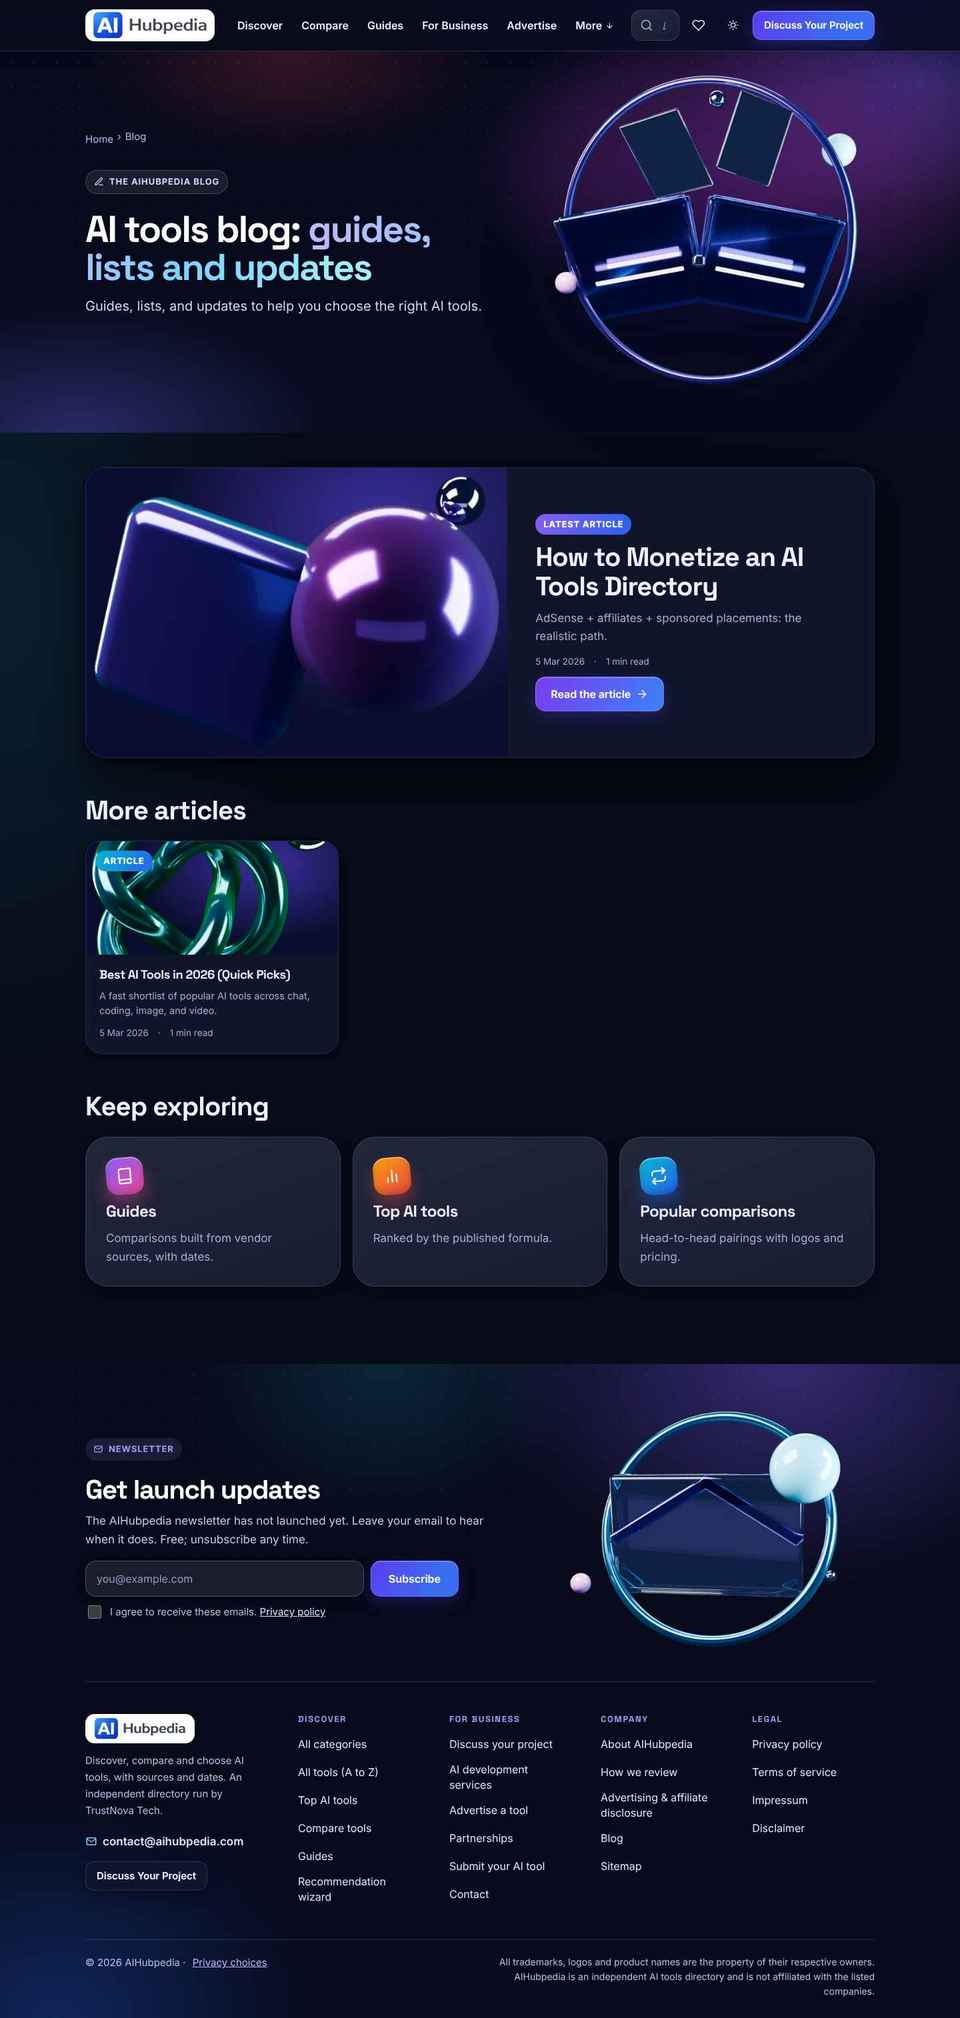 AI Hubpedia
Discover
Compare
Guides
For Business
Advertise
More ↓
/
Discuss Your Project
Home › Blog
THE AIHUBPEDIA BLOG
AI tools blog: guides,
lists and updates
Guides, lists, and updates to help you choose the right AI tools.
LATEST ARTICLE
How to Monetize an AI
Tools Directory
AdSense + affiliates + sponsored placements: the
realistic path.
5 Mar 2026 · 1 min read
Read the article →
More articles
ARTICLE
Best AI Tools in 2026 (Quick Picks)
A fast shortlist of popular AI tools across chat,
coding, image, and video.
5 Mar 2026 · 1 min read
Keep exploring
Guides
Comparisons built from vendor
sources, with dates.
Top AI tools
Ranked by the published formula.
Popular comparisons
Head-to-head pairings with logos and
pricing.
NEWSLETTER
Get launch updates
The AIHubpedia newsletter has not launched yet. Leave your email to hear
when it does. Free; unsubscribe any time.
you@example.com
Subscribe
I agree to receive these emails. Privacy policy
AI Hubpedia
Discover, compare and choose AI
tools, with sources and dates. An
independent directory run by
TrustNova Tech.
contact@aihubpedia.com
Discuss Your Project
DISCOVER
All categories
All tools (A to Z)
Top AI tools
Compare tools
Guides
Recommendation
wizard
FOR BUSINESS
Discuss your project
AI development
services
Advertise a tool
Partnerships
Submit your AI tool
Contact
COMPANY
About AIHubpedia
How we review
Advertising & affiliate
disclosure
Blog
Sitemap
LEGAL
Privacy policy
Terms of service
Impressum
Disclaimer
© 2026 AIHubpedia · Privacy choices
All trademarks, logos and product names are the property of their respective owners.
AIHubpedia is an independent AI tools directory and is not affiliated with the listed
companies.